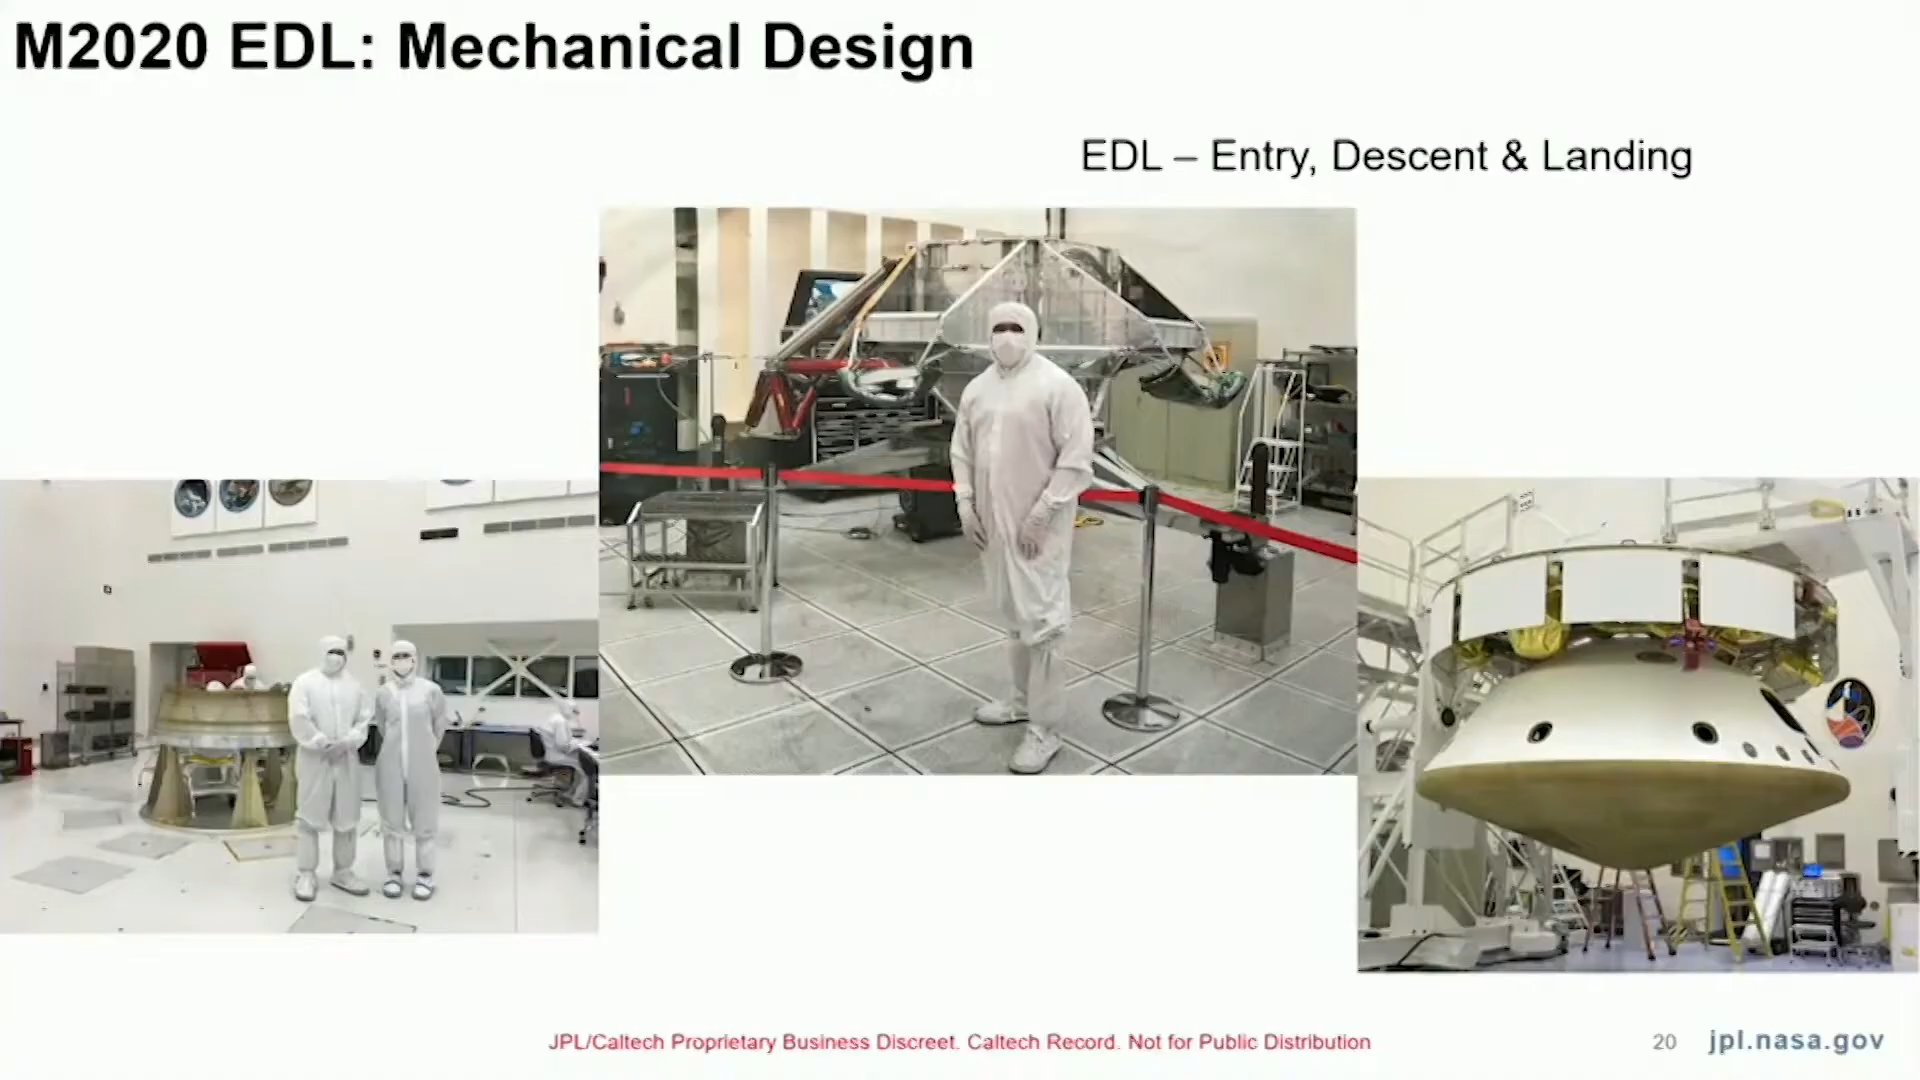 M2020 EDL: Mechanical Design
EDL – Entry, Descent & Landing
JPL/Caltech Proprietary Business Discreet. Caltech Record. Not for Public Distribution
20
jpl.nasa.gov